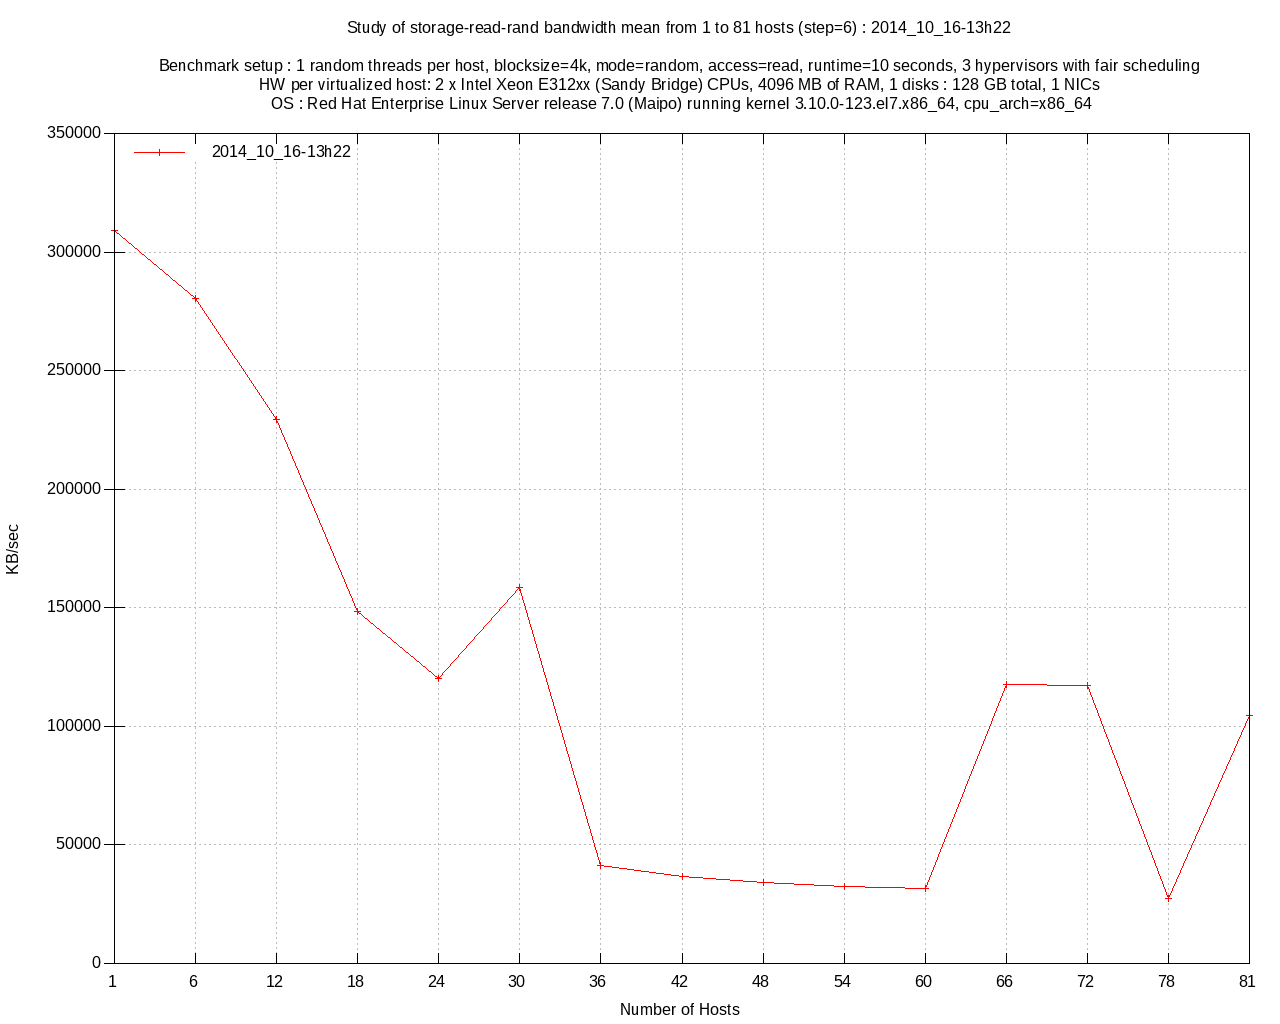 Study of storage-read-rand bandwidth mean from 1 to 81 hosts (step=6) : 2014_10_16-13h22
Benchmark setup : 1 random threads per host, blocksize=4k, mode=random, access=read, runtime=10 seconds, 3 hypervisors with fair scheduling
HW per virtualized host: 2 x Intel Xeon E312xx (Sandy Bridge) CPUs, 4096 MB of RAM, 1 disks : 128 GB total, 1 NICs
OS : Red Hat Enterprise Linux Server release 7.0 (Maipo) running kernel 3.10.0-123.el7.x86_64, cpu_arch=x86_64
350000
2014_10_16-13h22
300000
250000
200000
KB/sec
150000
100000
50000
0
1 6 12 18 24 30 36 42 48 54 60 66 72 78 81
Number of Hosts